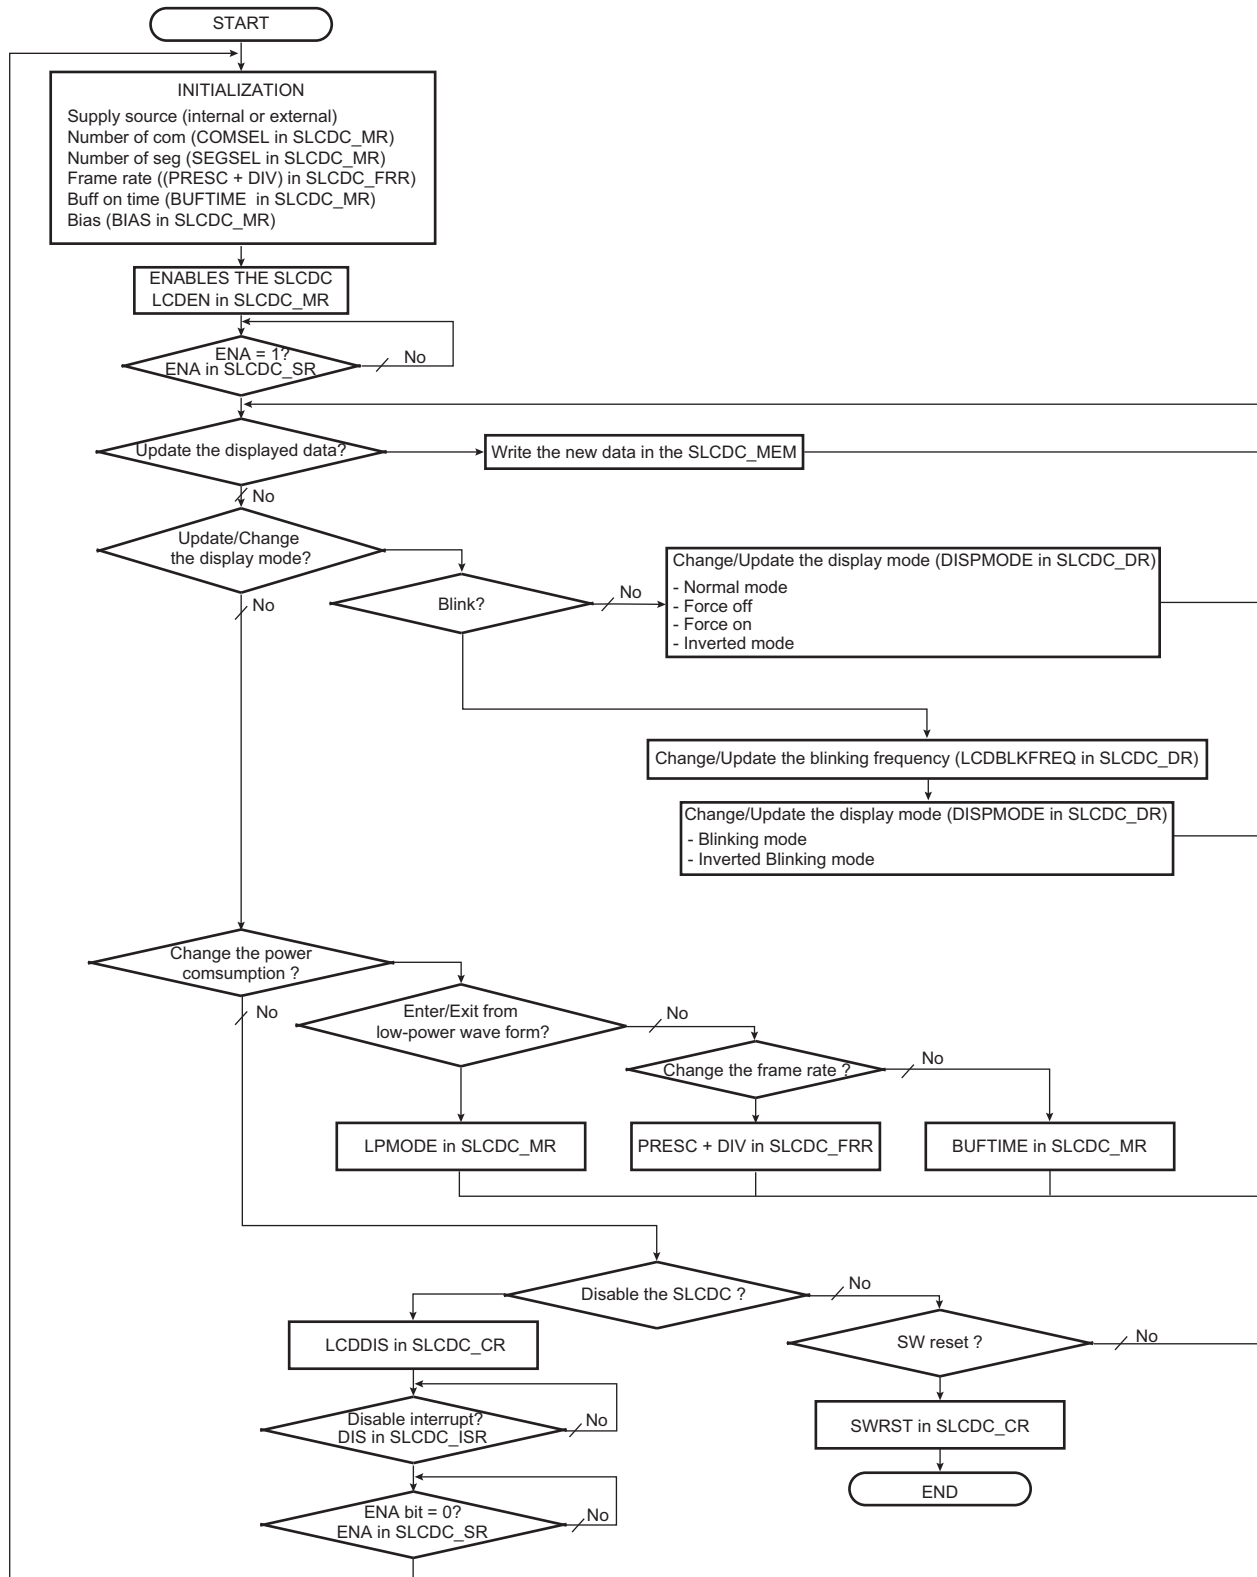 START
INITIALIZATION
Supply source (internal or external)
Number of com (COMSEL in SLCDC_MR)
Number of seg (SEGSEL in SLCDC_MR)
Frame rate ((PRESC + DIV) in SLCDC_FRR)
Buff on time (BUFTIME in SLCDC_MR)
Bias (BIAS in SLCDC_MR)
ENABLES THE SLCDC
LCDEN in SLCDC_MR
ENA = 1?
ENA in SLCDC_SR
No
Update the displayed data?
Write the new data in the SLCDC_MEM
No
Update/Change
the display mode?
No
Blink?
No
Change/Update the display mode (DISPMODE in SLCDC_DR)
- Normal mode
- Force off
- Force on
- Inverted mode
Change/Update the blinking frequency (LCDBLKFREQ in SLCDC_DR)
Change/Update the display mode (DISPMODE in SLCDC_DR)
- Blinking mode
- Inverted Blinking mode
Change the power
comsumption ?
No
Enter/Exit from
low-power wave form?
No
Change the frame rate ?
No
LPMODE in SLCDC_MR
PRESC + DIV in SLCDC_FRR
BUFTIME in SLCDC_MR
Disable the SLCDC ?
No
LCDDIS in SLCDC_CR
SW reset ?
No
Disable interrupt?
DIS in SLCDC_ISR
No
SWRST in SLCDC_CR
END
ENA bit = 0?
ENA in SLCDC_SR
No